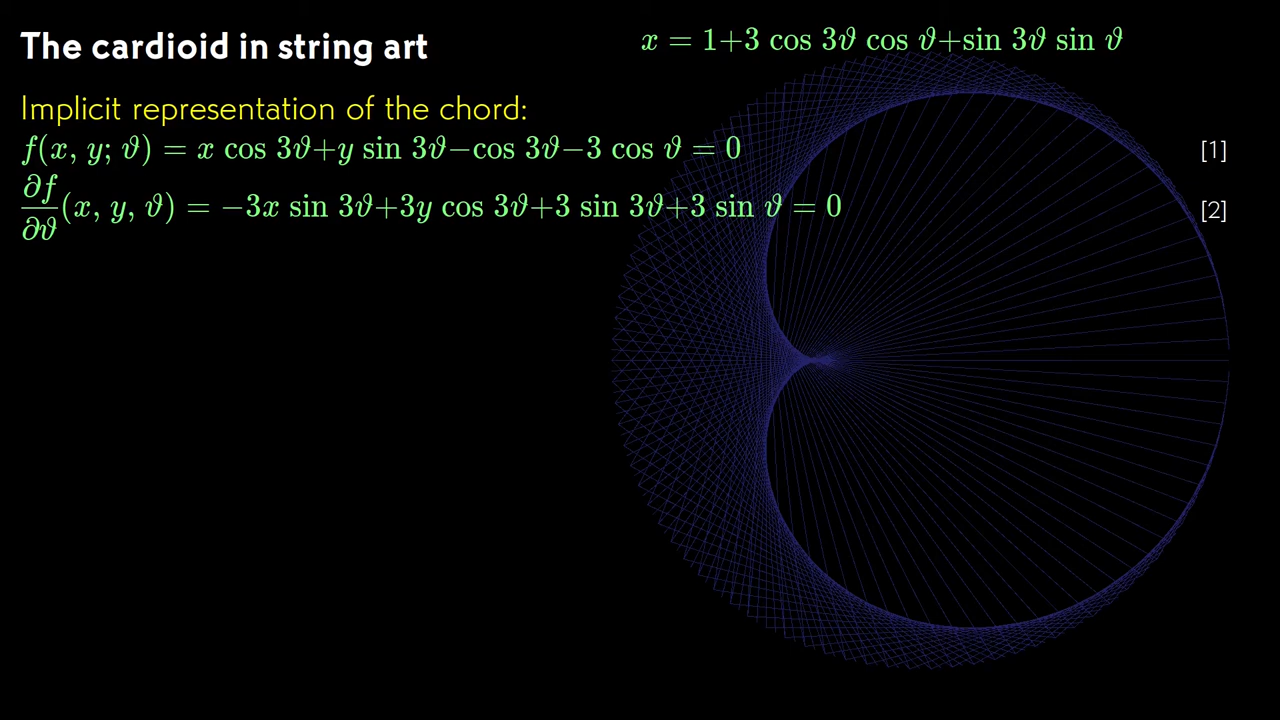 The cardioid in string art
x = 1+3 cos 3ϑ cos ϑ+sin 3ϑ sin ϑ
Implicit representation of the chord:
f(x, y; ϑ) = x cos 3ϑ+y sin 3ϑ−cos 3ϑ−3 cos ϑ = 0 [1]
∂f/∂ϑ(x, y, ϑ) = −3x sin 3ϑ+3y cos 3ϑ+3 sin 3ϑ+3 sin ϑ = 0 [2]